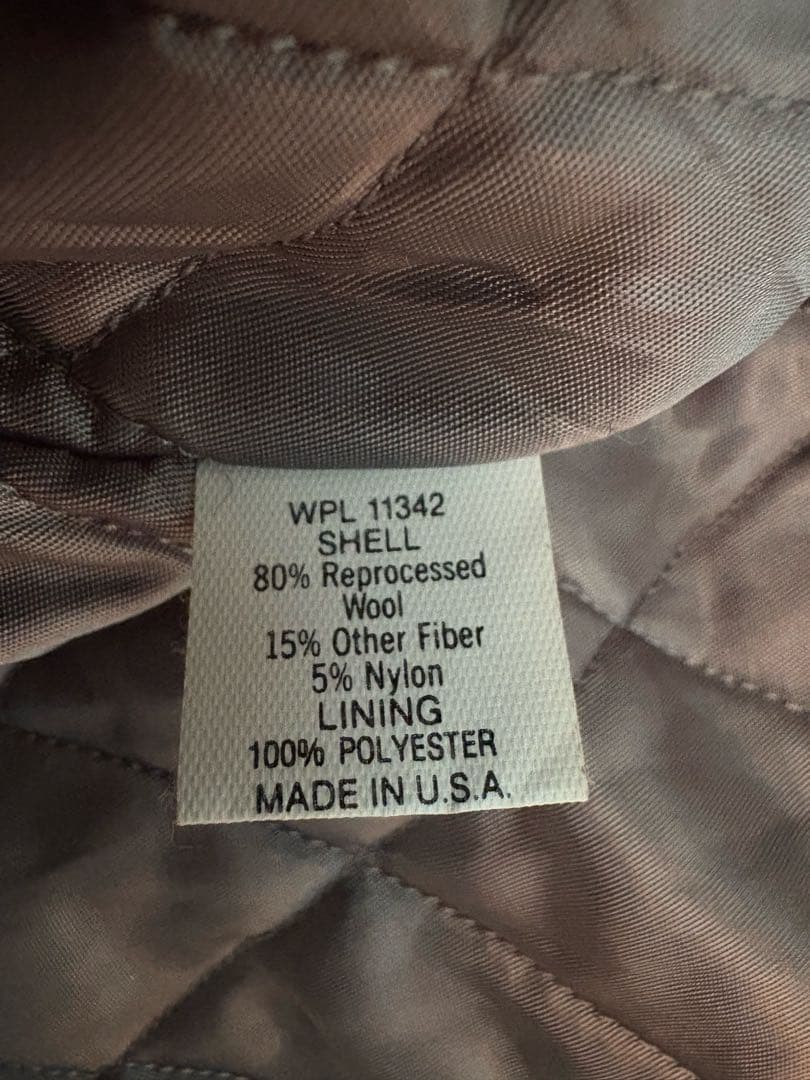 WPL 11342
SHELL
80% Reprocessed
Wool
15% Other Fiber
5% Nylon
LINING
100% POLYESTER
MADE IN U.S.A.